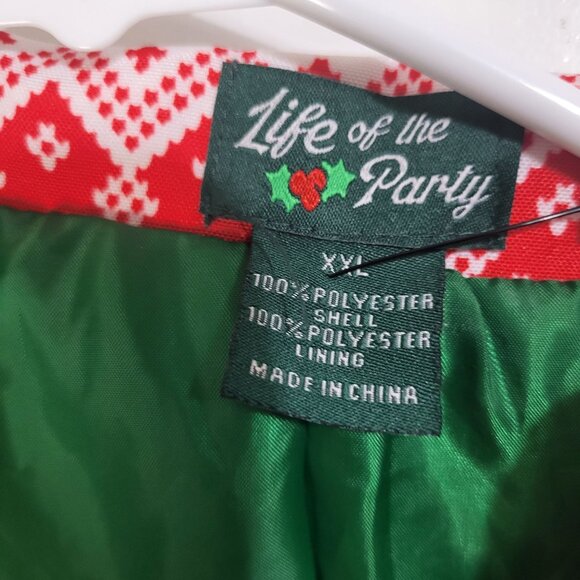 Life of the
Party
XXL
100% POLYESTER
SHELL
100% POLYESTER
LINING
MADE IN CHINA